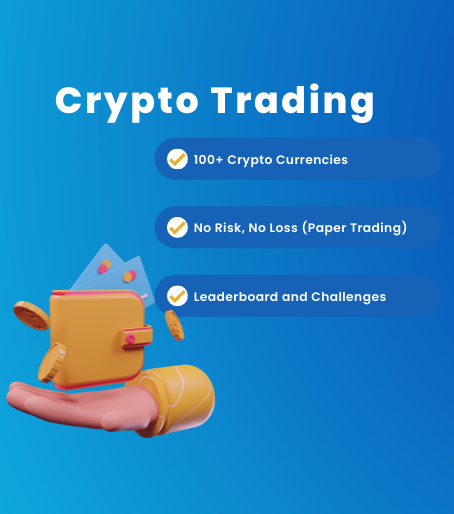 Crypto Trading
100+ Crypto Currencies
No Risk, No Loss (Paper Trading)
Leaderboard and Challenges